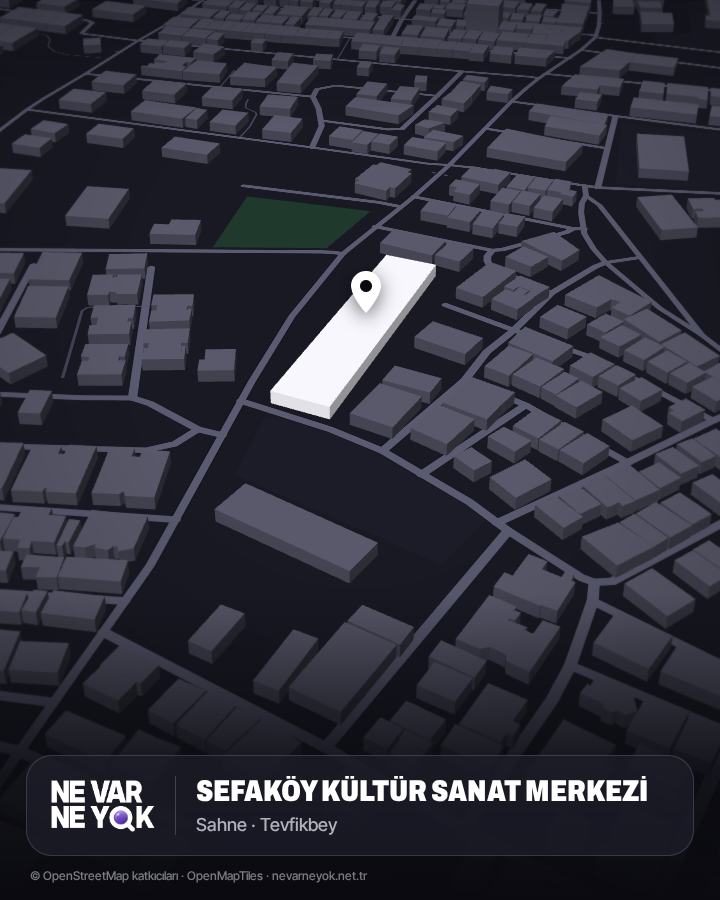 NE VAR
NE YOK
SEFAKÖY KÜLTÜR SANAT MERKEZİ
Sahne · Tevfikbey
© OpenStreetMap katkıcıları · OpenMapTiles · nevarneyok.net.tr